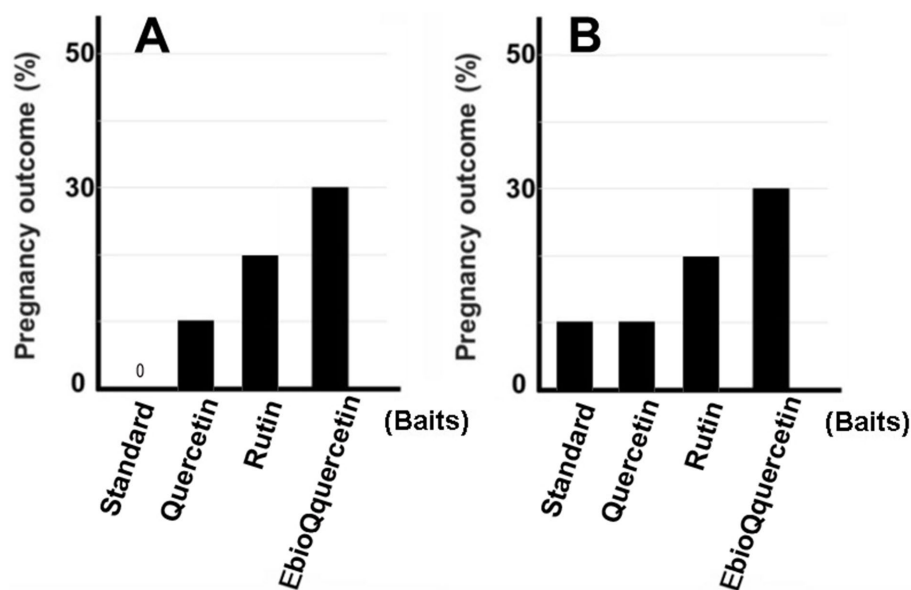 A
Pregnancy outcome (%)
50
30
0
0
Standard
Quercetin
Rutin
EbioQquercetin
(Baits)
B
Pregnancy outcome (%)
50
30
0
Standard
Quercetin
Rutin
EbioQquercetin
(Baits)